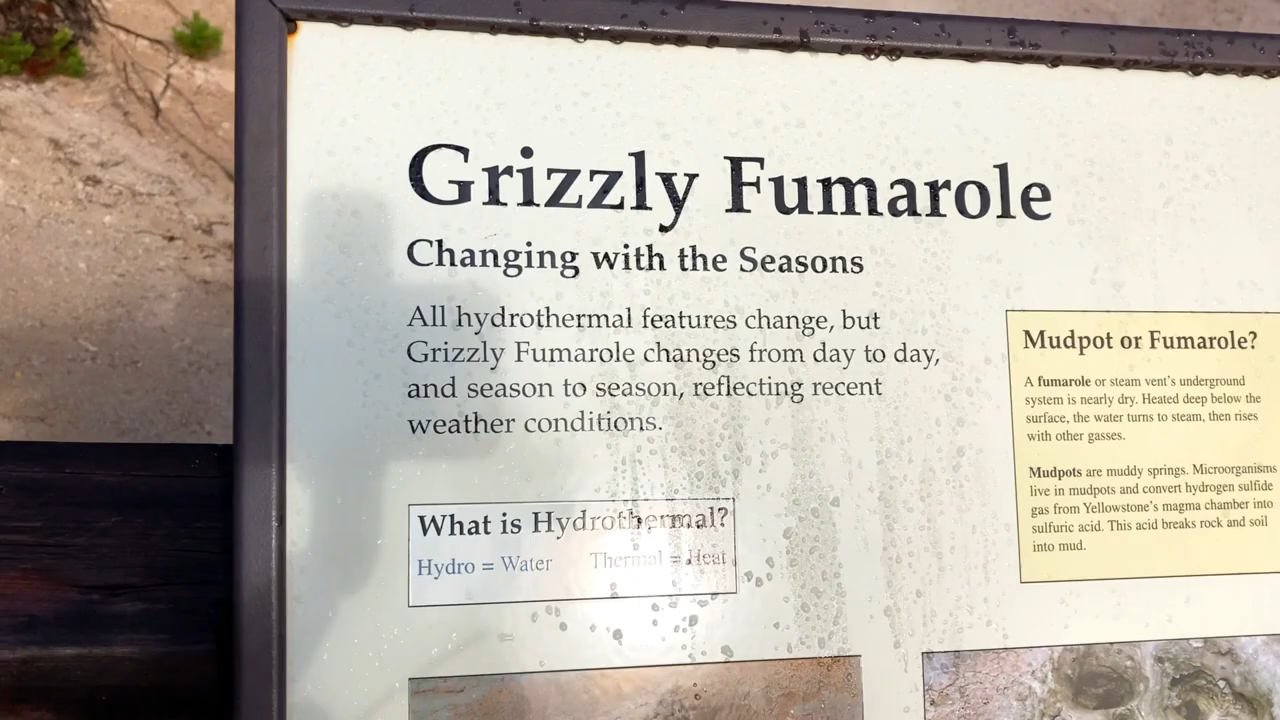 Grizzly Fumarole
Changing with the Seasons
All hydrothermal features change, but
Grizzly Fumarole changes from day to day,
and season to season, reflecting recent
weather conditions.
What is Hydrothermal?
Hydro = Water Thermal = Heat
Mudpot or Fumarole?
A fumarole or steam vent's underground
system is nearly dry. Heated deep below the
surface, the water turns to steam, then rises
with other gasses.
Mudpots are muddy springs. Microorganisms
live in mudpots and convert hydrogen sulfide
gas from Yellowstone's magma chamber into
sulfuric acid. This acid breaks rock and soil
into mud.